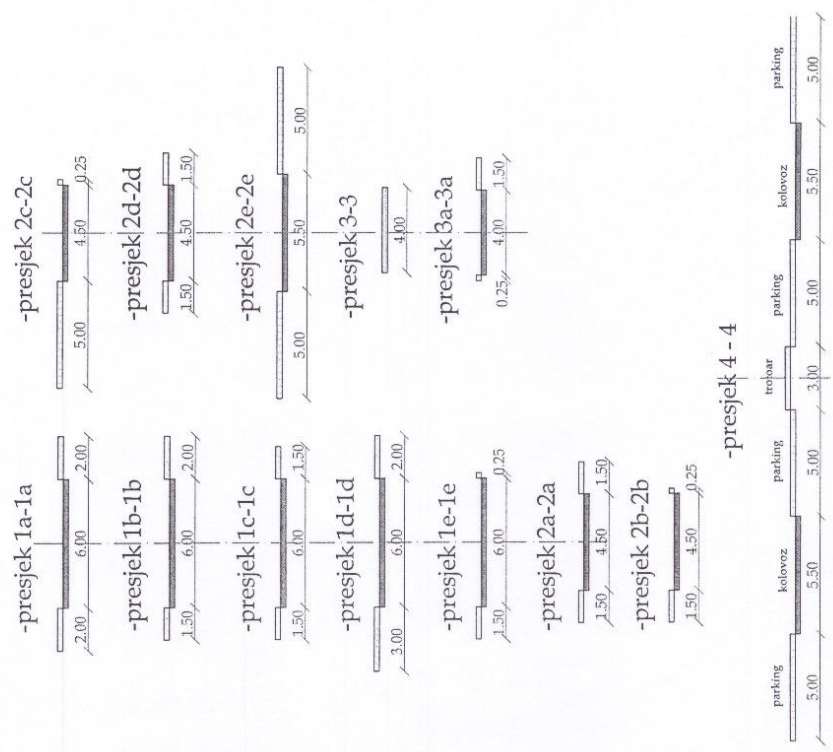 -presjek 1a-1a
2.00 6.00 2.00
-presjek 1b-1b
1.50 6.00 2.00
-presjek 1c-1c
1.50 6.00 1.50
-presjek 1d-1d
3.00 6.00 2.00
-presjek 1e-1e
1.50 6.00 0.25
-presjek 2a-2a
1.50 4.50 1.50
-presjek 2b-2b
1.50 4.50 0.25
-presjek 2c-2c
5.00 4.50 0.25
-presjek 2d-2d
1.50 4.50 1.50
-presjek 2e-2e
5.00 5.50 5.00
-presjek 3-3
4.00
-presjek 3a-3a
0.25 4.00 1.50
-presjek 4 - 4
parking kolovoz parking trotoar parking kolovoz parking
5.00 5.50 5.00 3.00 5.00 5.50 5.00